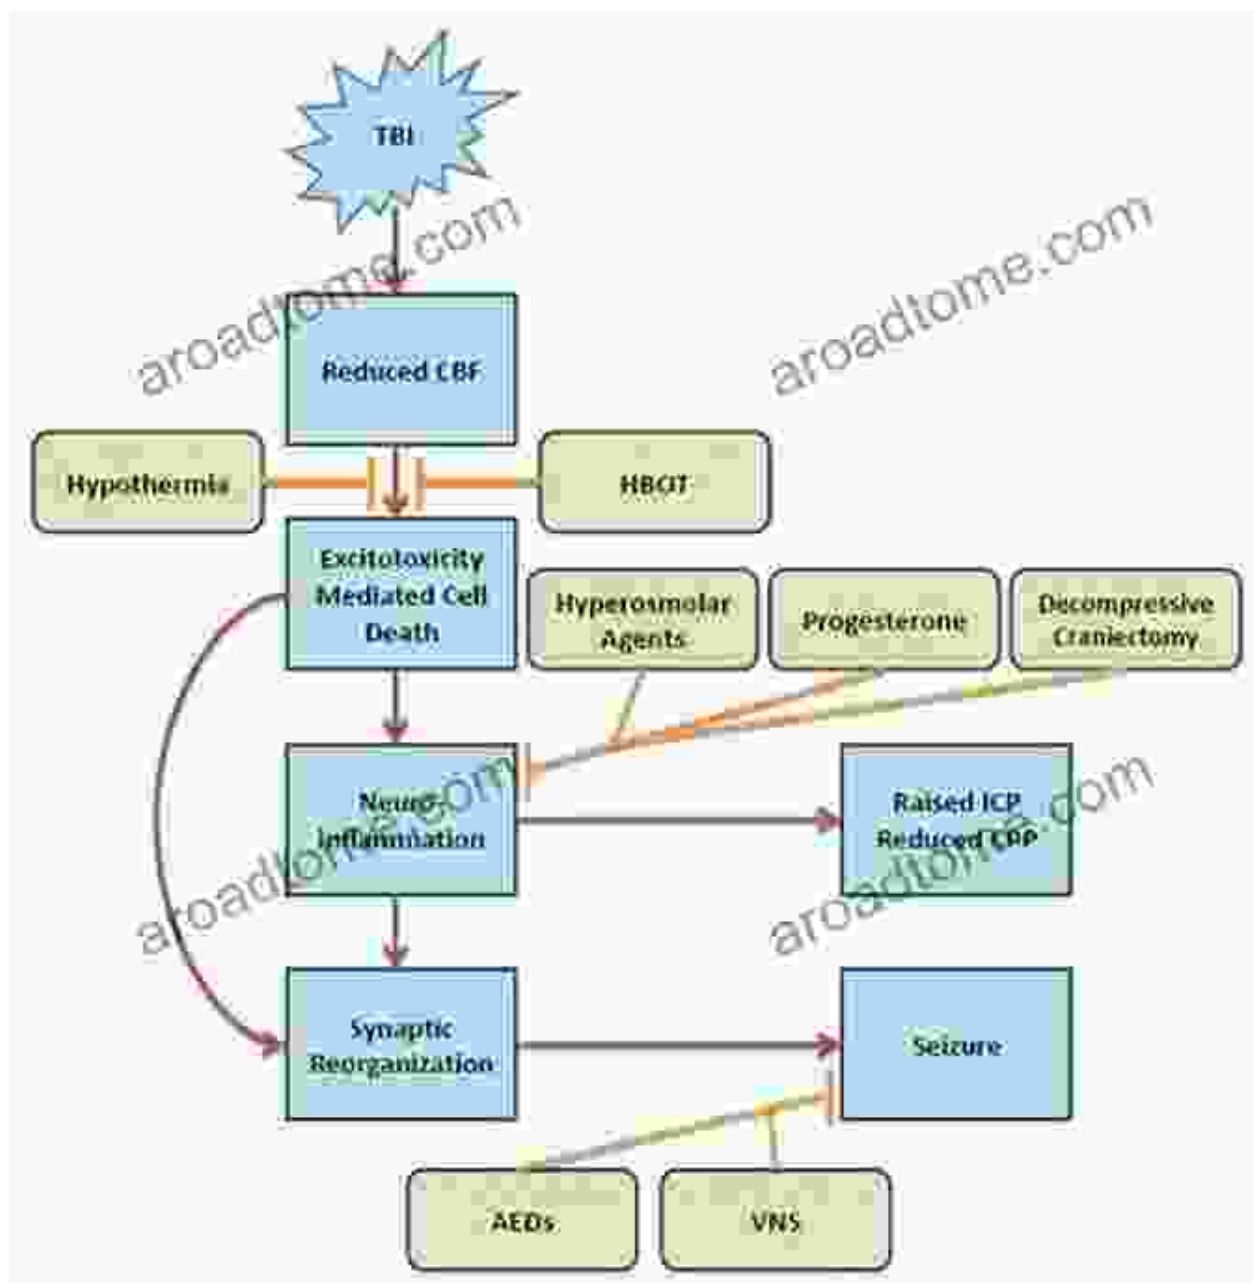 TBI
aroadtome.com
aroadtome.com
Reduced CBF
Hypothermia
HBOT
Excitotoxicity
Mediated Cell
Death
Hyperosmolar
Agents
Progesterone
Decompressive
Craniectomy
Neuro-
inflammiation
aroadtome.com
Raised ICP
Reduced CPP
aroadtome.com
Synaptic
Reorganization
Seizure
AEDs
VNS